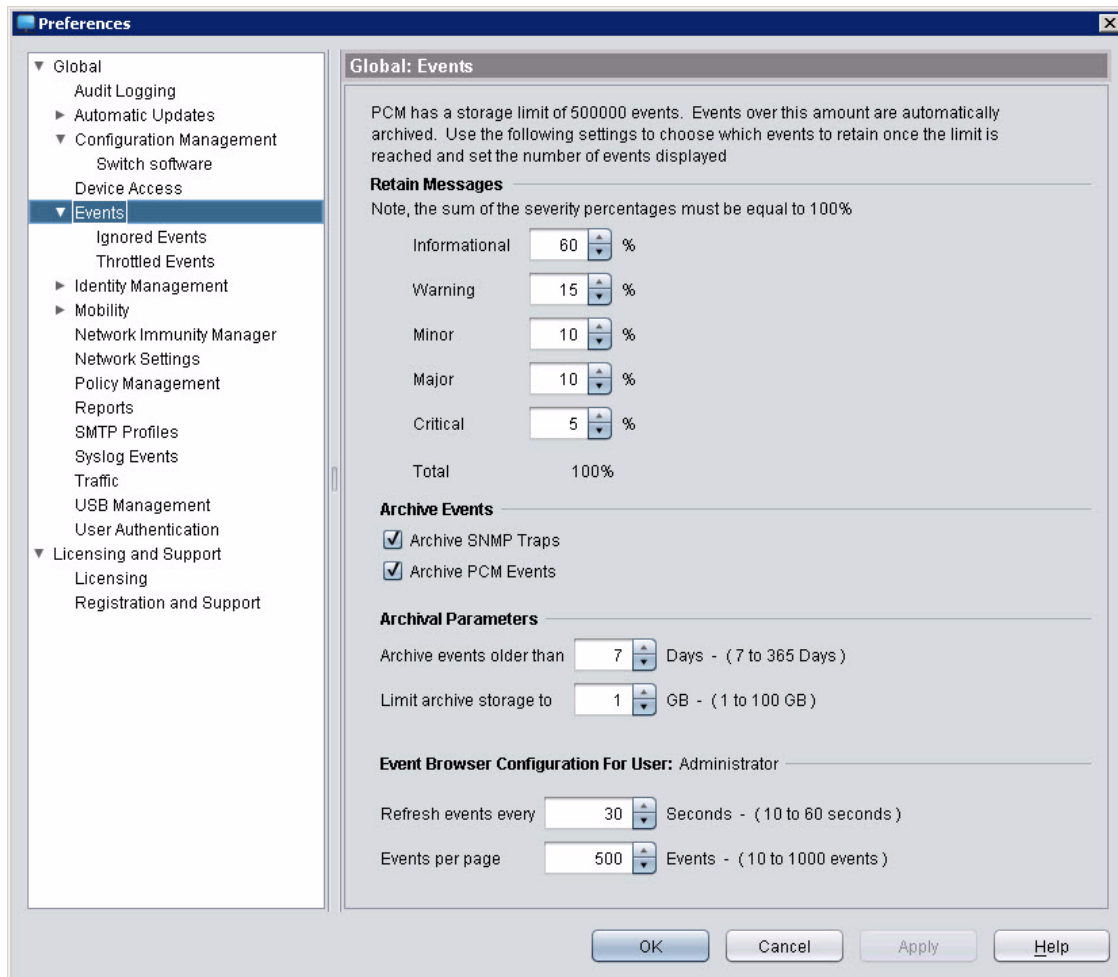 Preferences
Global
Audit Logging
Automatic Updates
Configuration Management
Switch software
Device Access
Events
Ignored Events
Throttled Events
Identity Management
Mobility
Network Immunity Manager
Network Settings
Policy Management
Reports
SMTP Profiles
Syslog Events
Traffic
USB Management
User Authentication
Licensing and Support
Licensing
Registration and Support
Global: Events
PCM has a storage limit of 500000 events. Events over this amount are automatically
archived. Use the following settings to choose which events to retain once the limit is
reached and set the number of events displayed
Retain Messages
Note, the sum of the severity percentages must be equal to 100%
Informational 60 %
Warning 15 %
Minor 10 %
Major 10 %
Critical 5 %
Total 100%
Archive Events
Archive SNMP Traps
Archive PCM Events
Archival Parameters
Archive events older than 7 Days - ( 7 to 365 Days )
Limit archive storage to 1 GB - ( 1 to 100 GB )
Event Browser Configuration For User: Administrator
Refresh events every 30 Seconds - ( 10 to 60 seconds )
Events per page 500 Events - ( 10 to 1000 events )
OK Cancel Apply Help